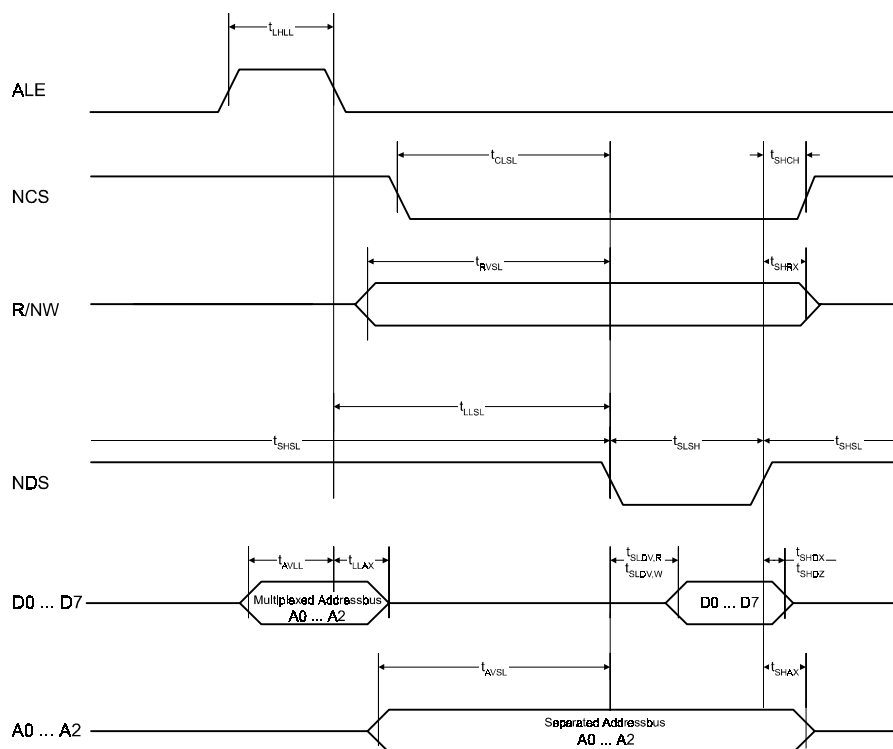 tLHLL
ALE
tCLSL
tSHCH
NCS
tRVSL
tSHRX
R/NW
tLLSL
tSHSL
tSLSH
tSHSL
NDS
tAVLL
tLLAX
tSLDV,R
tSLDV,W
tSHDX
tSHDZ
D0 ... D7
Multiplexed Addressbus
A0 ... A2
D0 ... D7
tAVSL
tSHAX
A0 ... A2
Separated Addressbus
A0 ... A2